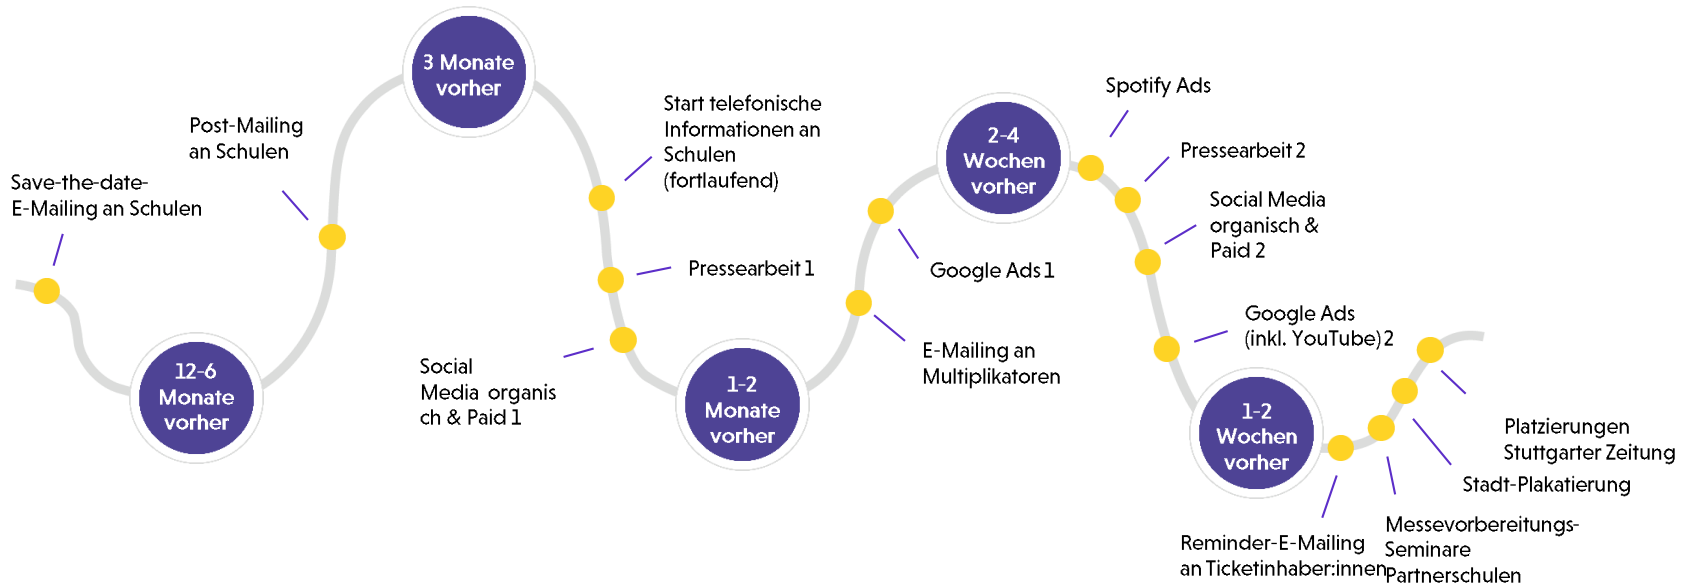 Save-the-date-
E-Mailing an Schulen
12-6
Monate
vorher
Post-Mailing
an Schulen
3 Monate
vorher
Start telefonische
Informationen an
Schulen
(fortlaufend)
Pressearbeit 1
Social
Media organis
ch & Paid 1
1-2
Monate
vorher
E-Mailing an
Multiplikatoren
Google Ads 1
2-4
Wochen
vorher
Spotify Ads
Pressearbeit 2
Social Media
organisch &
Paid 2
Google Ads
(inkl. YouTube) 2
1-2
Wochen
vorher
Reminder-E-Mailing
an Ticketinhaber:innen
Messevorbereitungs-
Seminare
Partnerschulen
Stadt-Plakatierung
Platzierungen
Stuttgarter Zeitung